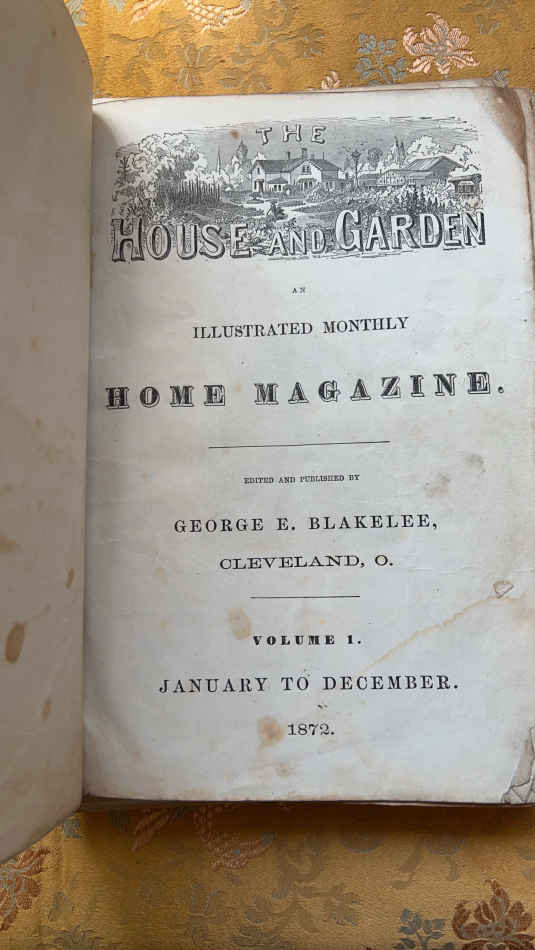 THE
HOUSE AND GARDEN
AN
ILLUSTRATED MONTHLY
HOME MAGAZINE.
EDITED AND PUBLISHED BY
GEORGE E. BLAKELEE,
CLEVELAND, O.
VOLUME 1.
JANUARY TO DECEMBER.
1872.